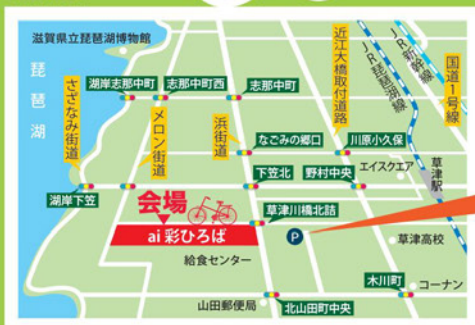 滋賀県立琵琶湖博物館
琵琶湖
さざなみ街道
湖岸志那中町
志那中町西
志那中町
近江大橋取付道路
JR琵琶湖線
JR新幹線
国道1号線
メロン街道
浜街道
なごみの郷口
川原小久保
エイスクエア
草津駅
湖岸下笠
下笠北
野村中央
会場
ai彩ひろば
草津川橋北詰
P
草津高校
給食センター
木川町
コーナン
山田郵便局
北山田町中央